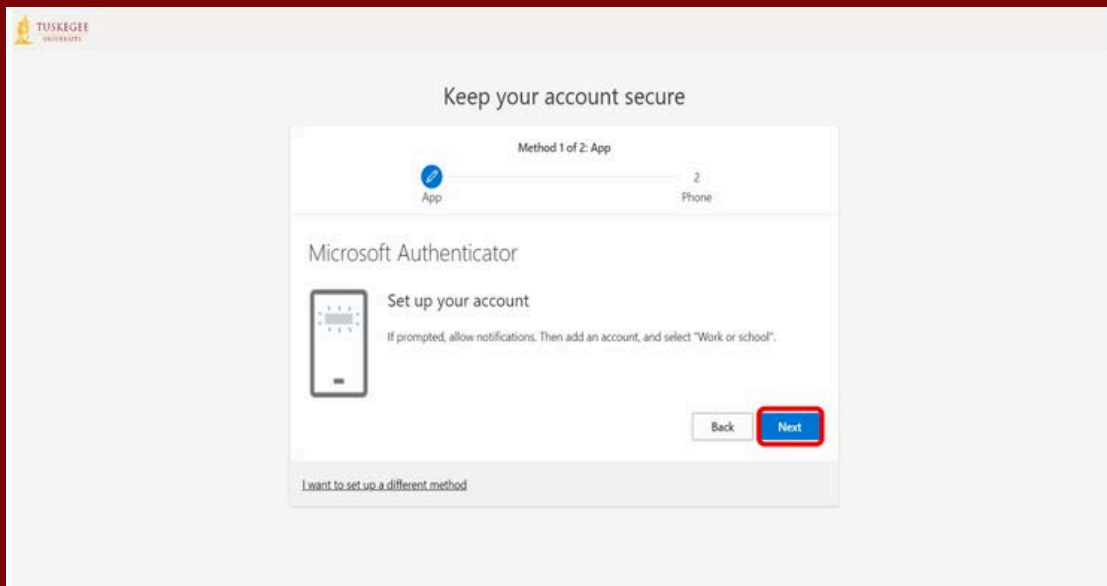 TUSKEGEE
UNIVERSITY
Keep your account secure
Method 1 of 2: App
App
2
Phone
Microsoft Authenticator
Set up your account
If prompted, allow notifications. Then add an account, and select "Work or school".
Back
Next
I want to set up a different method